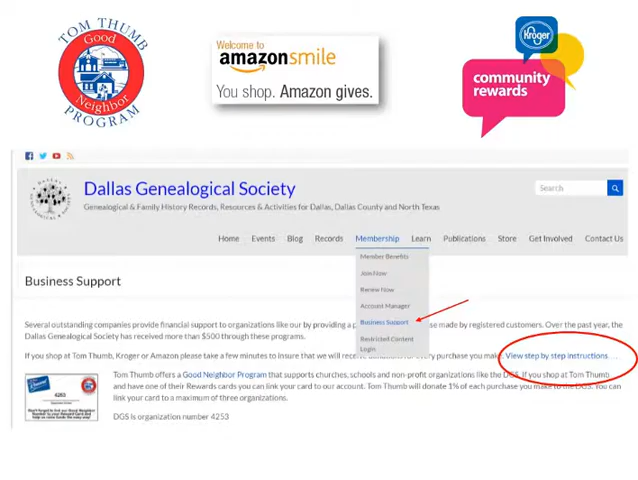 TOM THUMB
Good
Neighbor
PROGRAM
Welcome to
amazonsmile
You shop. Amazon gives.
Kroger
community
rewards
Dallas Genealogical Society
Genealogical & Family History Records, Resources & Activities for Dallas, Dallas County and North Texas
Search
Home Events Blog Records Membership Learn Publications Store Get Involved Contact Us
Member Benefits
Join Now
Renew Now
Account Manager
Business Support
Restricted Content
Login
Business Support
Several outstanding companies provide financial support to organizations like our by providing a p se made by registered customers. Over the past year, the
Dallas Genealogical Society has received more than $500 through these programs.
If you shop at Tom Thumb, Kroger or Amazon please take a few minutes to insure that we will receive donations for every purchase you make. View step by step instructions. . .
Tom Thumb offers a Good Neighbor Program that supports churches, schools and non-profit organizations like the DGS. If you shop at Tom Thumb
and have one of their Rewards cards you can link your card to our account. Tom Thumb will donate 1% of each purchase you make to the DGS. You can
link your card to a maximum of three organizations.
4253
DGS is organization number 4253